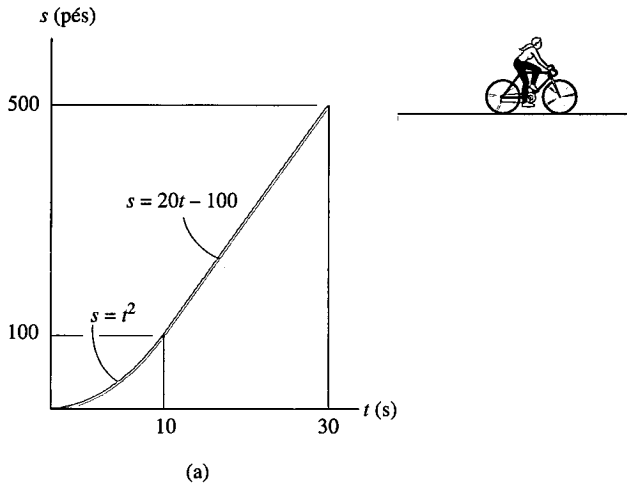 s (pés)
500
s = 20t – 100
s = t²
100
t (s)
10
30
(a)